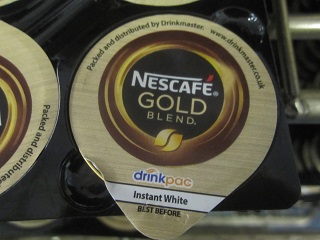 Packed and distributed by Drinkmaster. www.drinkmaster.co.uk
NESCAFÉ®
GOLD
BLEND®
drinkpac
Instant White
BEST BEFORE
Packed and distributed